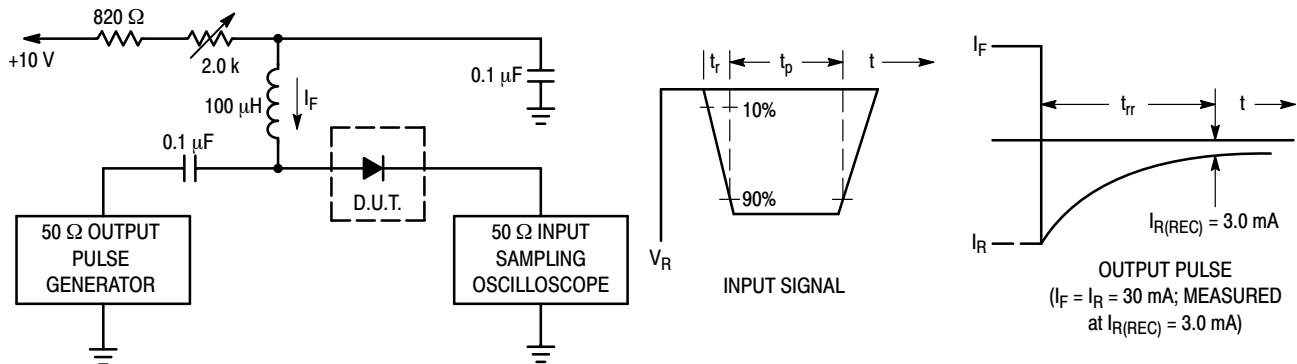 820 Ω
+10 V
2.0 k
100 μH
I_F
0.1 μF
0.1 μF
D.U.T.
50 Ω OUTPUT
PULSE
GENERATOR
50 Ω INPUT
SAMPLING
OSCILLOSCOPE
t_r
t_p
t
10%
90%
V_R
INPUT SIGNAL
I_F
t_rr
t
I_R
I_R(REC) = 3.0 mA
OUTPUT PULSE
(I_F = I_R = 30 mA; MEASURED
at I_R(REC) = 3.0 mA)